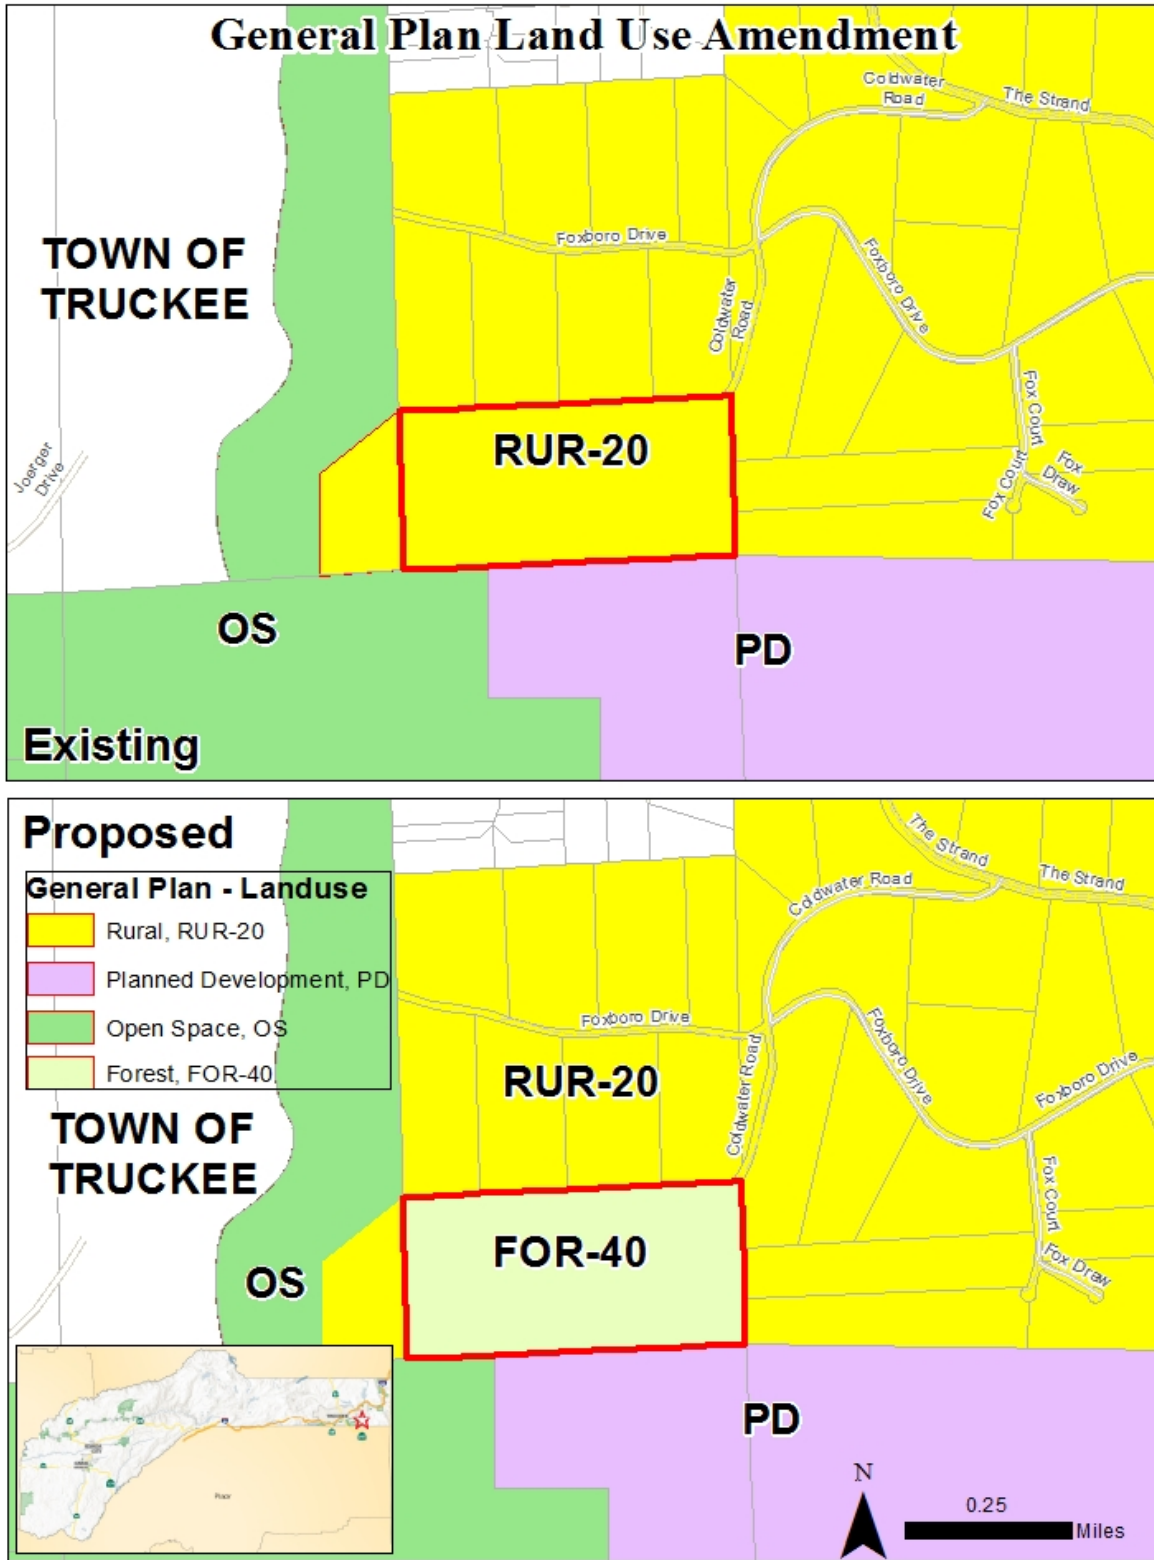 General Plan Land Use Amendment
Coldwater
Road
The Strand
TOWN OF
TRUCKEE
Foxboro Drive
Foxboro Drive
Coldwater
Road
Joerger
Drive
RUR-20
Fox Court
Fox
Draw
Fox Court
OS
PD
Existing
Proposed
The Strand
The Strand
Coldwater Road
General Plan - Landuse
Rural, RUR-20
Planned Development, PD
Open Space, OS
Forest, FOR-40
Foxboro Drive
Foxboro Drive
Foxboro Drive
RUR-20
Coldwater Road
TOWN OF
TRUCKEE
Fox Court
FOR-40
Fox Draw
OS
PD
Placer
N
0.25
Miles